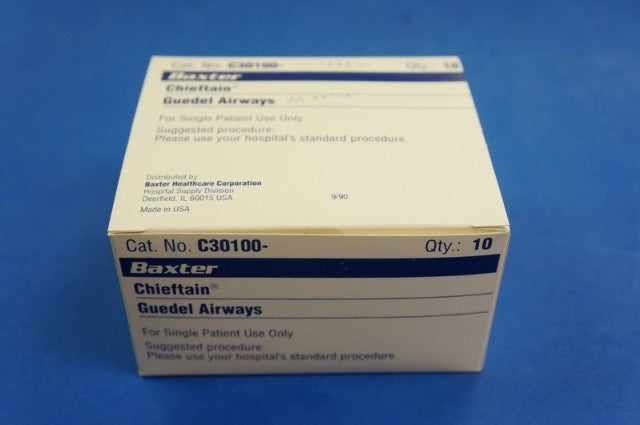 Cat. No. C30100-
Qty. 10
Baxter
Chieftain®
Guedel Airways
For Single Patient Use Only
Suggested procedure:
Please use your hospital's standard procedure.
Distributed by
Baxter Healthcare Corporation
Hospital Supply Division
Deerfield, IL 60015 USA
9/90
Made in USA
Cat. No. C30100-
Qty.: 10
Baxter
Chieftain®
Guedel Airways
For Single Patient Use Only
Suggested procedure:
Please use your hospital's standard procedure.